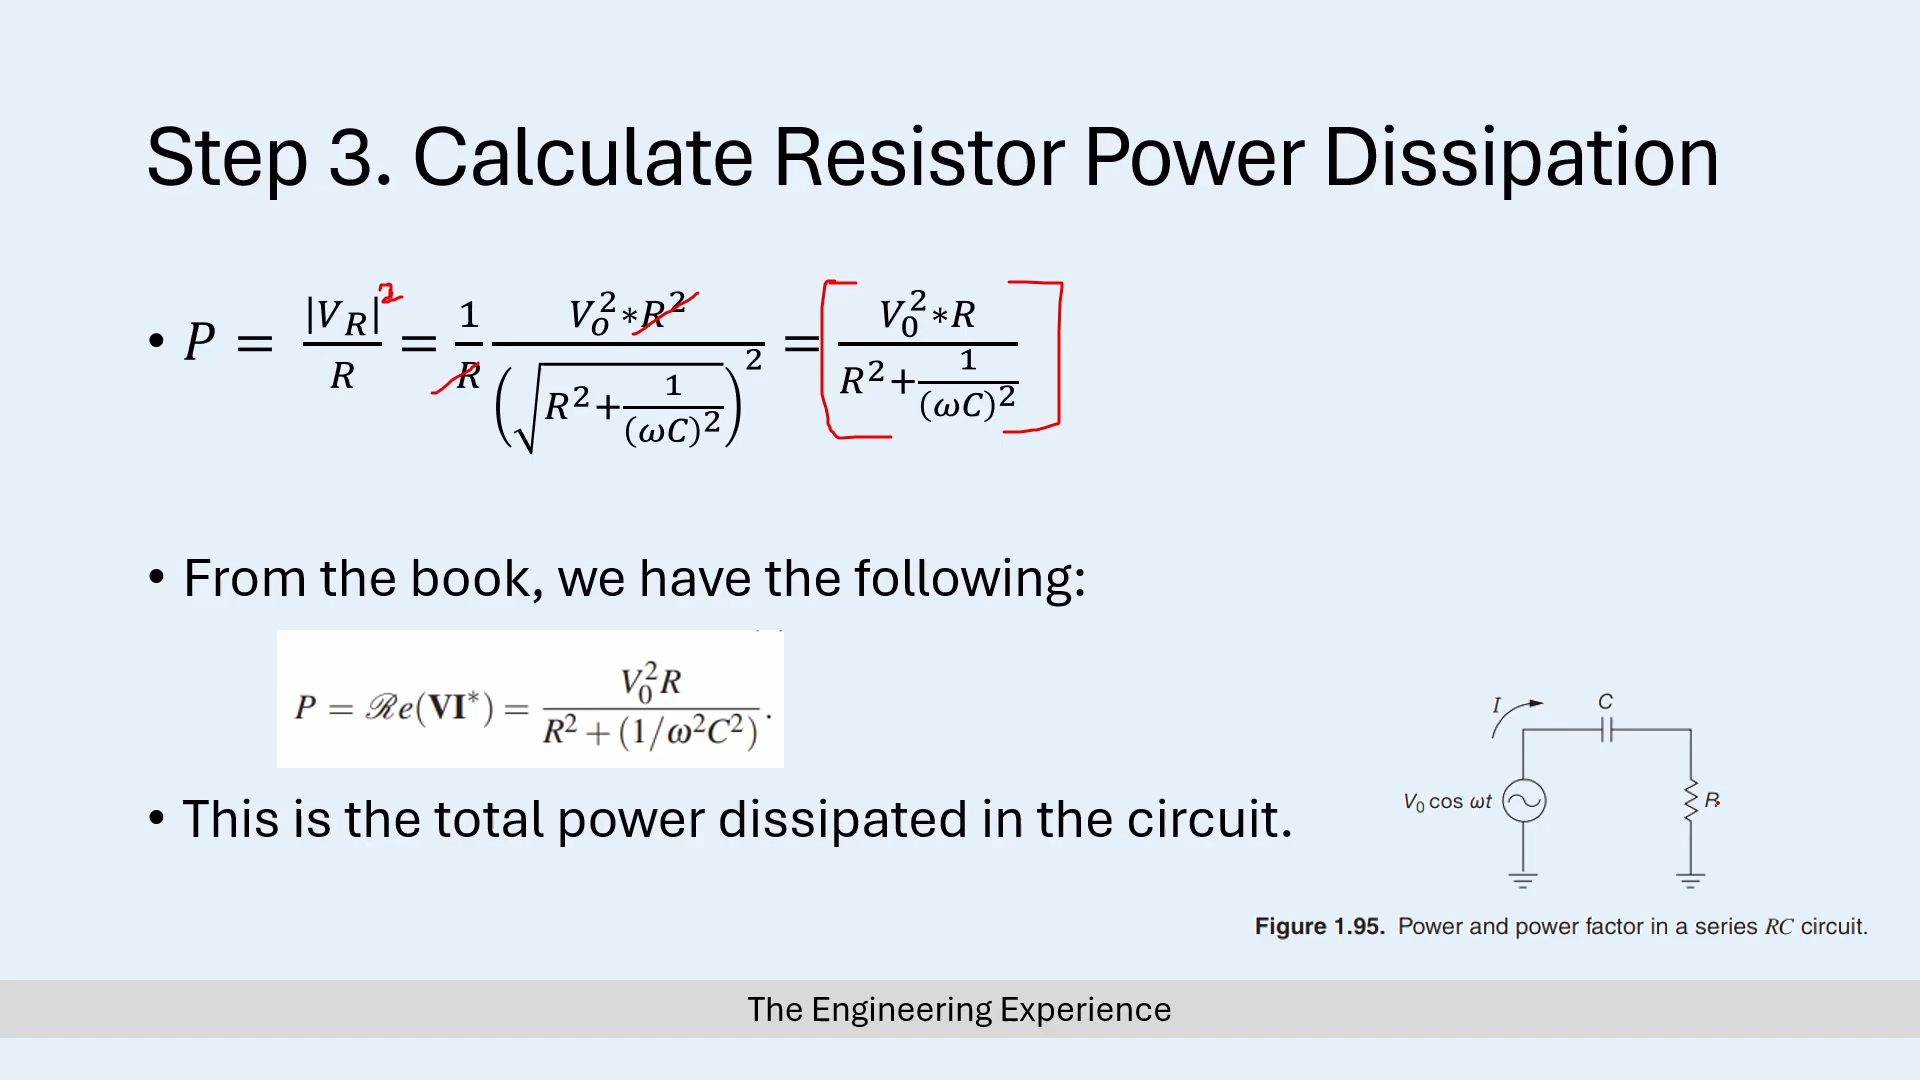 Step 3. Calculate Resistor Power Dissipation
• P = |V_R|^2 / R = 1/R (V_o^2 * R^2) / (√(R^2 + 1/(ωC)^2))^2 = (V_0^2 * R) / (R^2 + 1/(ωC)^2)
• From the book, we have the following:
P = ℛe(VI*) = V_0^2 R / (R^2 + (1/ω^2C^2)).
• This is the total power dissipated in the circuit.
I
C
V_0 cos ωt
R
Figure 1.95. Power and power factor in a series RC circuit.
The Engineering Experience